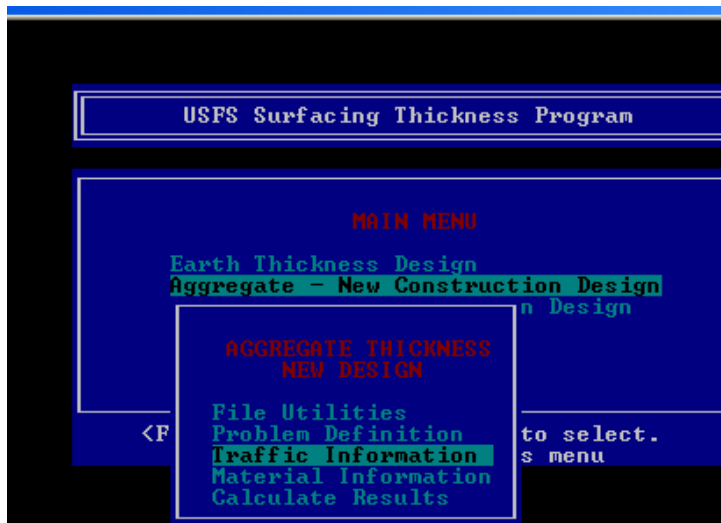 USFS Surfacing Thickness Program
MAIN MENU
Earth Thickness Design
Aggregate - New Construction Design
n Design
AGGREGATE THICKNESS
NEW DESIGN
File Utilities
Problem Definition
Traffic Information
Material Information
Calculate Results
<F
to select.
s menu